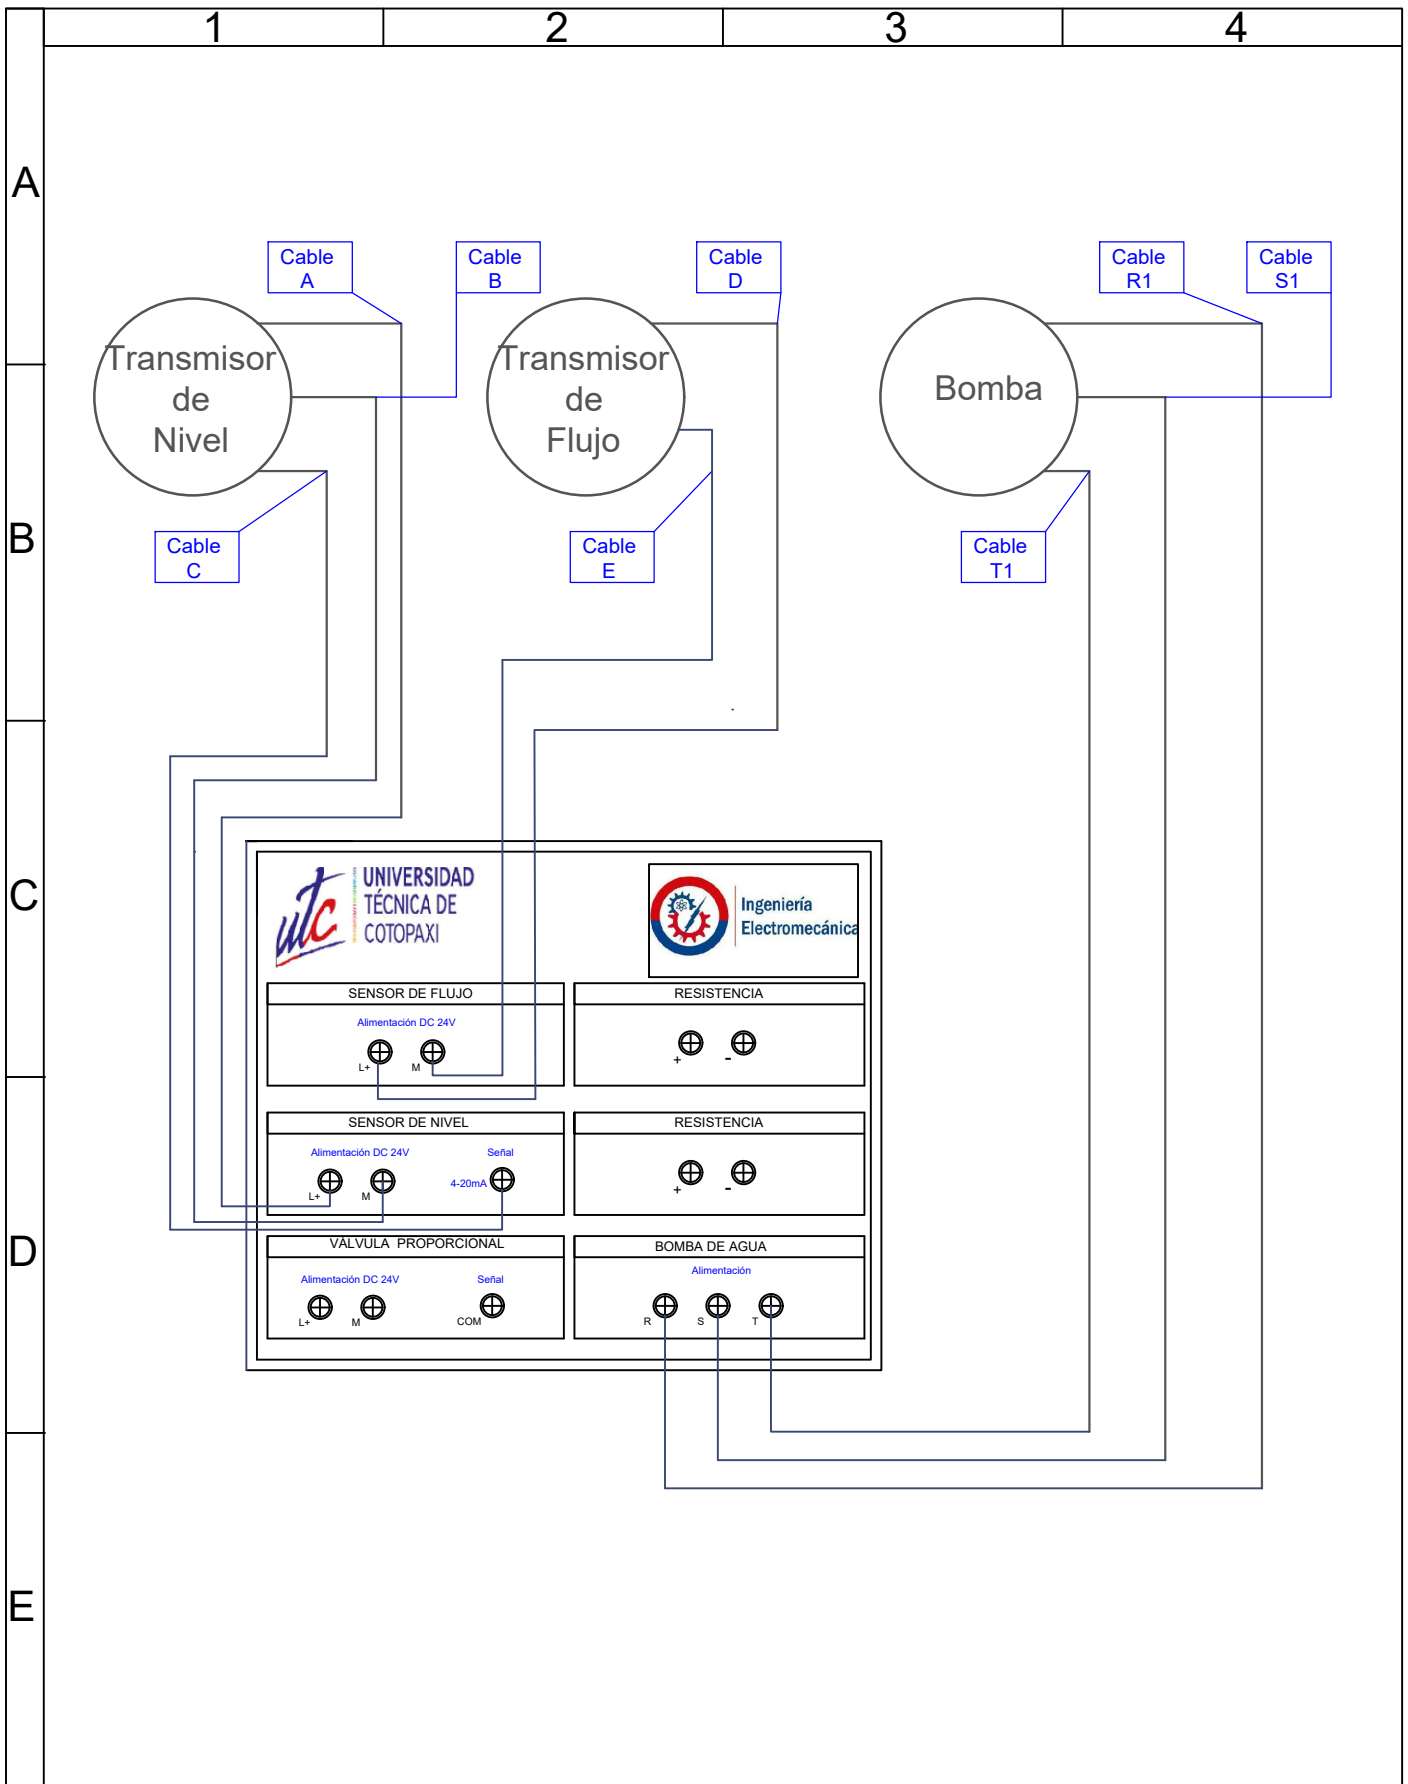 1 2 3 4
A
B
C
D
E
Cable
A
Cable
B
Cable
D
Cable
R1
Cable
S1
Transmisor
de
Nivel
Transmisor
de
Flujo
Bomba
Cable
C
Cable
E
Cable
T1
utc
UNIVERSIDAD
TÉCNICA DE
COTOPAXI
Ingeniería
Electromecánica
SENSOR DE FLUJO
Alimentación DC 24V
L+ M
RESISTENCIA
+ -
SENSOR DE NIVEL
Alimentación DC 24V Señal
4-20mA
L+ M
RESISTENCIA
+ -
VÁLVULA PROPORCIONAL
Alimentación DC 24V Señal
L+ M COM
BOMBA DE AGUA
Alimentación
R S T